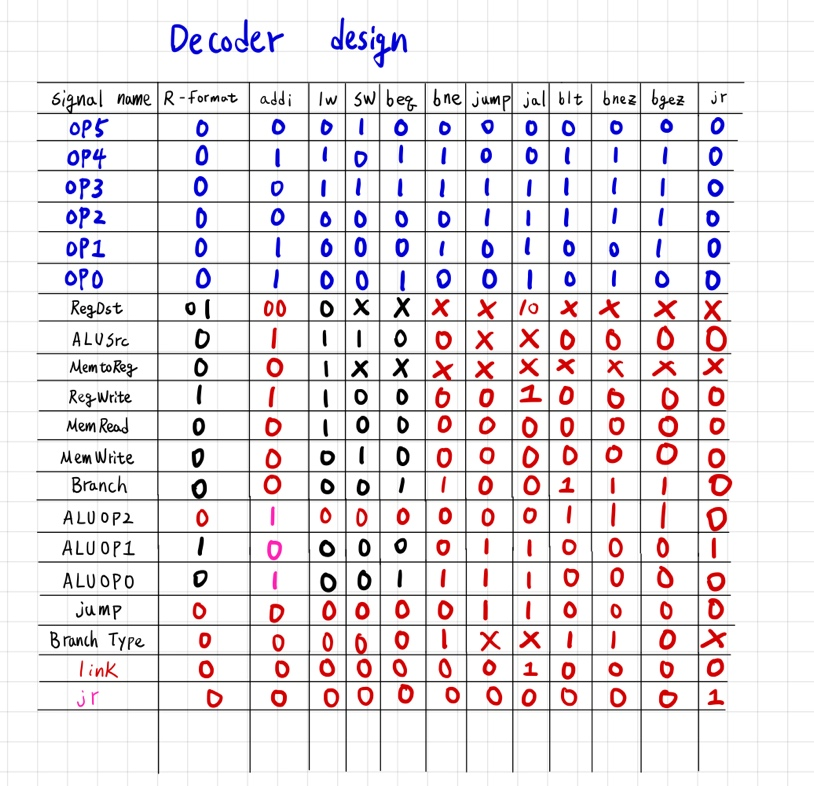 Decoder design
signal name R-format addi lw sw beq bne jump jal blt bnez bgez jr
OP5 0 0 0 1 0 0 0 0 0 0 0 0
OP4 0 1 1 0 1 1 0 0 1 1 1 0
OP3 0 0 1 1 1 1 1 1 1 1 1 0
OP2 0 0 0 0 0 0 1 1 1 1 1 0
OP1 0 1 0 0 0 1 0 1 0 0 1 0
OP0 0 1 0 0 1 0 0 1 0 1 0 0
RegDst 01 00 0 X X X X 10 X X X X
ALUSrc 0 1 1 1 0 0 X X 0 0 0 0
MemtoReg 0 0 1 X X X X X X X X X
RegWrite 1 1 1 0 0 0 0 1 0 0 0 0
MemRead 0 0 1 0 0 0 0 0 0 0 0 0
MemWrite 0 0 0 1 0 0 0 0 0 0 0 0
Branch 0 0 0 0 1 1 0 0 1 1 1 0
ALUOP2 0 1 0 0 0 0 0 0 1 1 1 0
ALUOP1 1 0 0 0 0 0 1 1 0 0 0 1
ALUOP0 0 1 0 0 1 1 1 1 0 0 0 0
jump 0 0 0 0 0 0 1 1 0 0 0 0
Branch Type 0 0 0 0 0 1 X X 1 1 0 X
link 0 0 0 0 0 0 0 1 0 0 0 0
jr 0 0 0 0 0 0 0 0 0 0 0 1